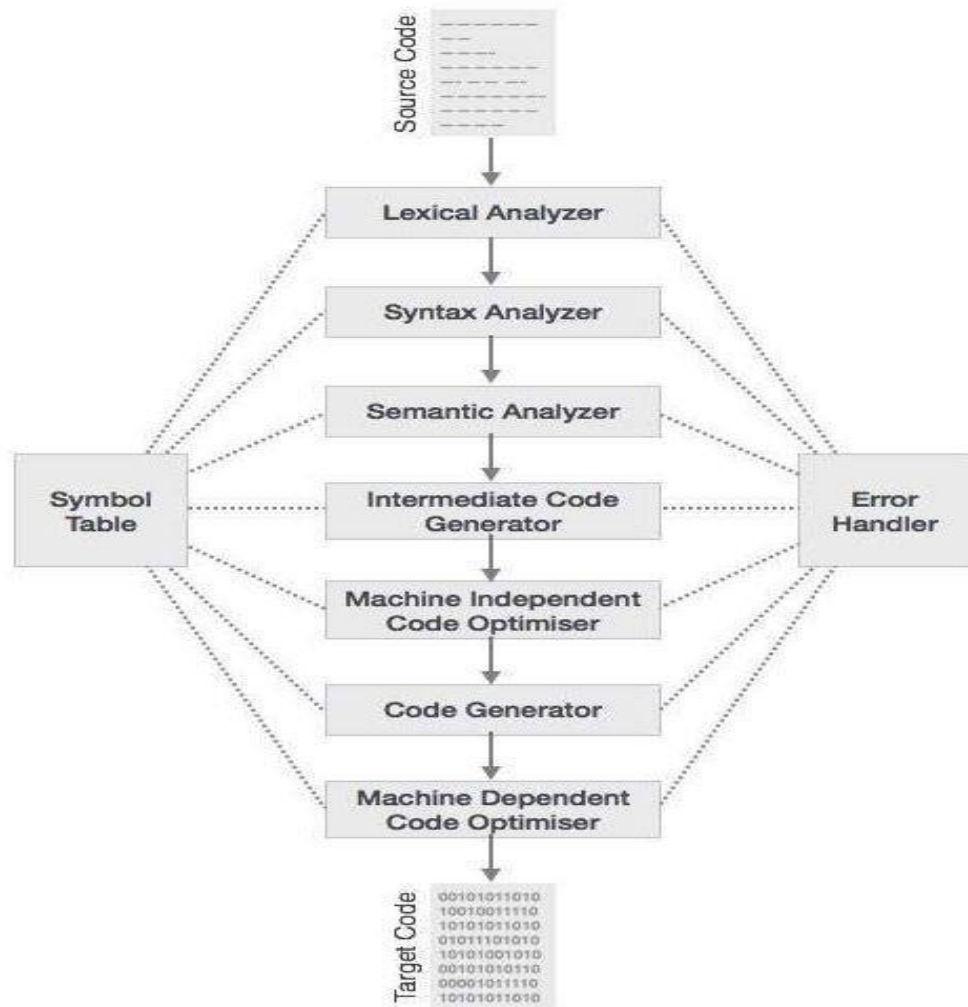 Source Code
Lexical Analyzer
Syntax Analyzer
Semantic Analyzer
Symbol
Table
Intermediate Code
Generator
Error
Handler
Machine Independent
Code Optimiser
Code Generator
Machine Dependent
Code Optimiser
Target Code
00101011010
10010011110
10101011010
01011101010
10101001010
00101010110
00001011110
10101011010